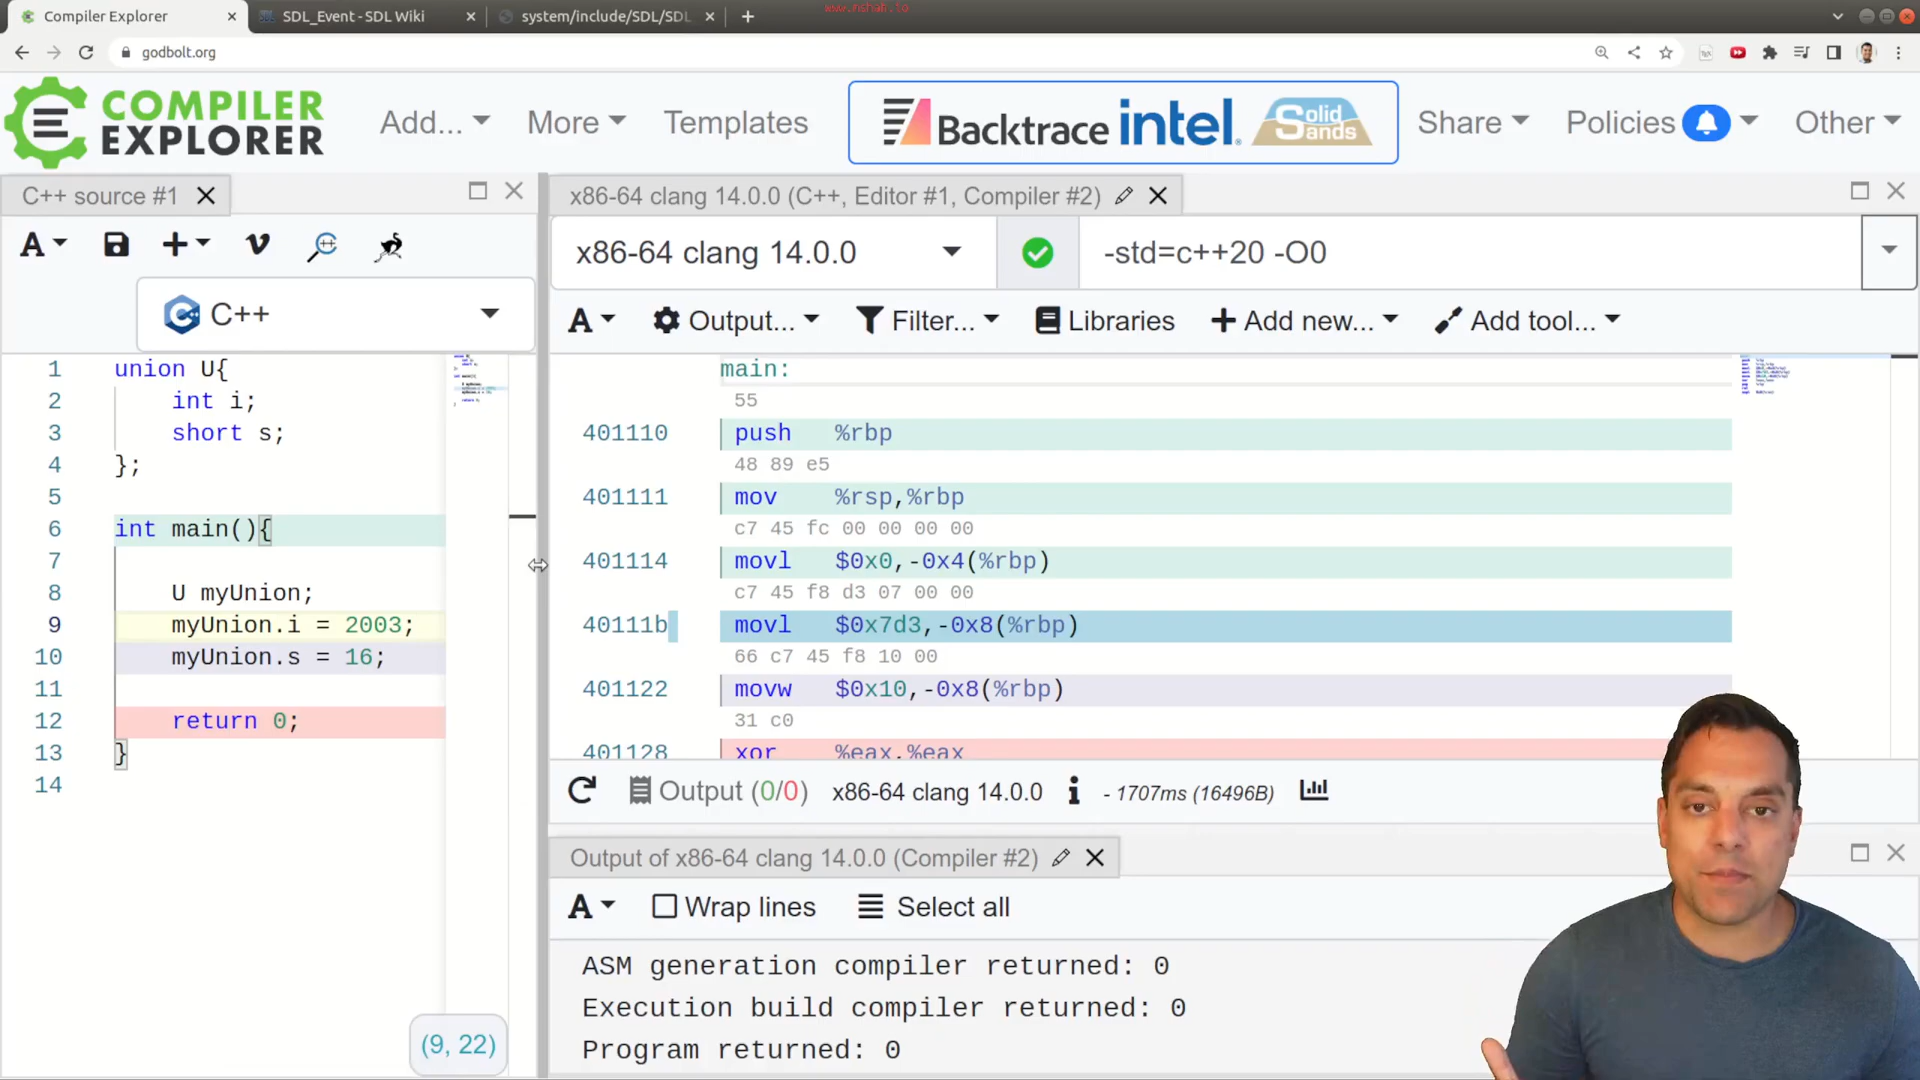 Compiler Explorer
SDL_Event - SDL Wiki
system/include/SDL/SDL
www.mshah.io
godbolt.org
COMPILER
EXPLORER
Add...
More
Templates
Backtrace
intel.
Solid
Sands
Share
Policies
Other
C++ source #1
x86-64 clang 14.0.0 (C++, Editor #1, Compiler #2)
A
x86-64 clang 14.0.0
-std=c++20 -O0
C++
A
Output...
Filter...
Libraries
Add new...
Add tool...
1 union U{
2 int i;
3 short s;
4 };
5
6 int main(){
7
8 U myUnion;
9 myUnion.i = 2003;
10 myUnion.s = 16;
11
12 return 0;
13 }
14
(9, 22)
main:
55
401110 push %rbp
48 89 e5
401111 mov %rsp,%rbp
c7 45 fc 00 00 00 00
401114 movl $0x0,-0x4(%rbp)
c7 45 f8 d3 07 00 00
40111b movl $0x7d3,-0x8(%rbp)
66 c7 45 f8 10 00
401122 movw $0x10,-0x8(%rbp)
31 c0
401128 xor %eax,%eax
Output (0/0) x86-64 clang 14.0.0 i - 1707ms (16496B)
Output of x86-64 clang 14.0.0 (Compiler #2)
A
Wrap lines
Select all
ASM generation compiler returned: 0
Execution build compiler returned: 0
Program returned: 0